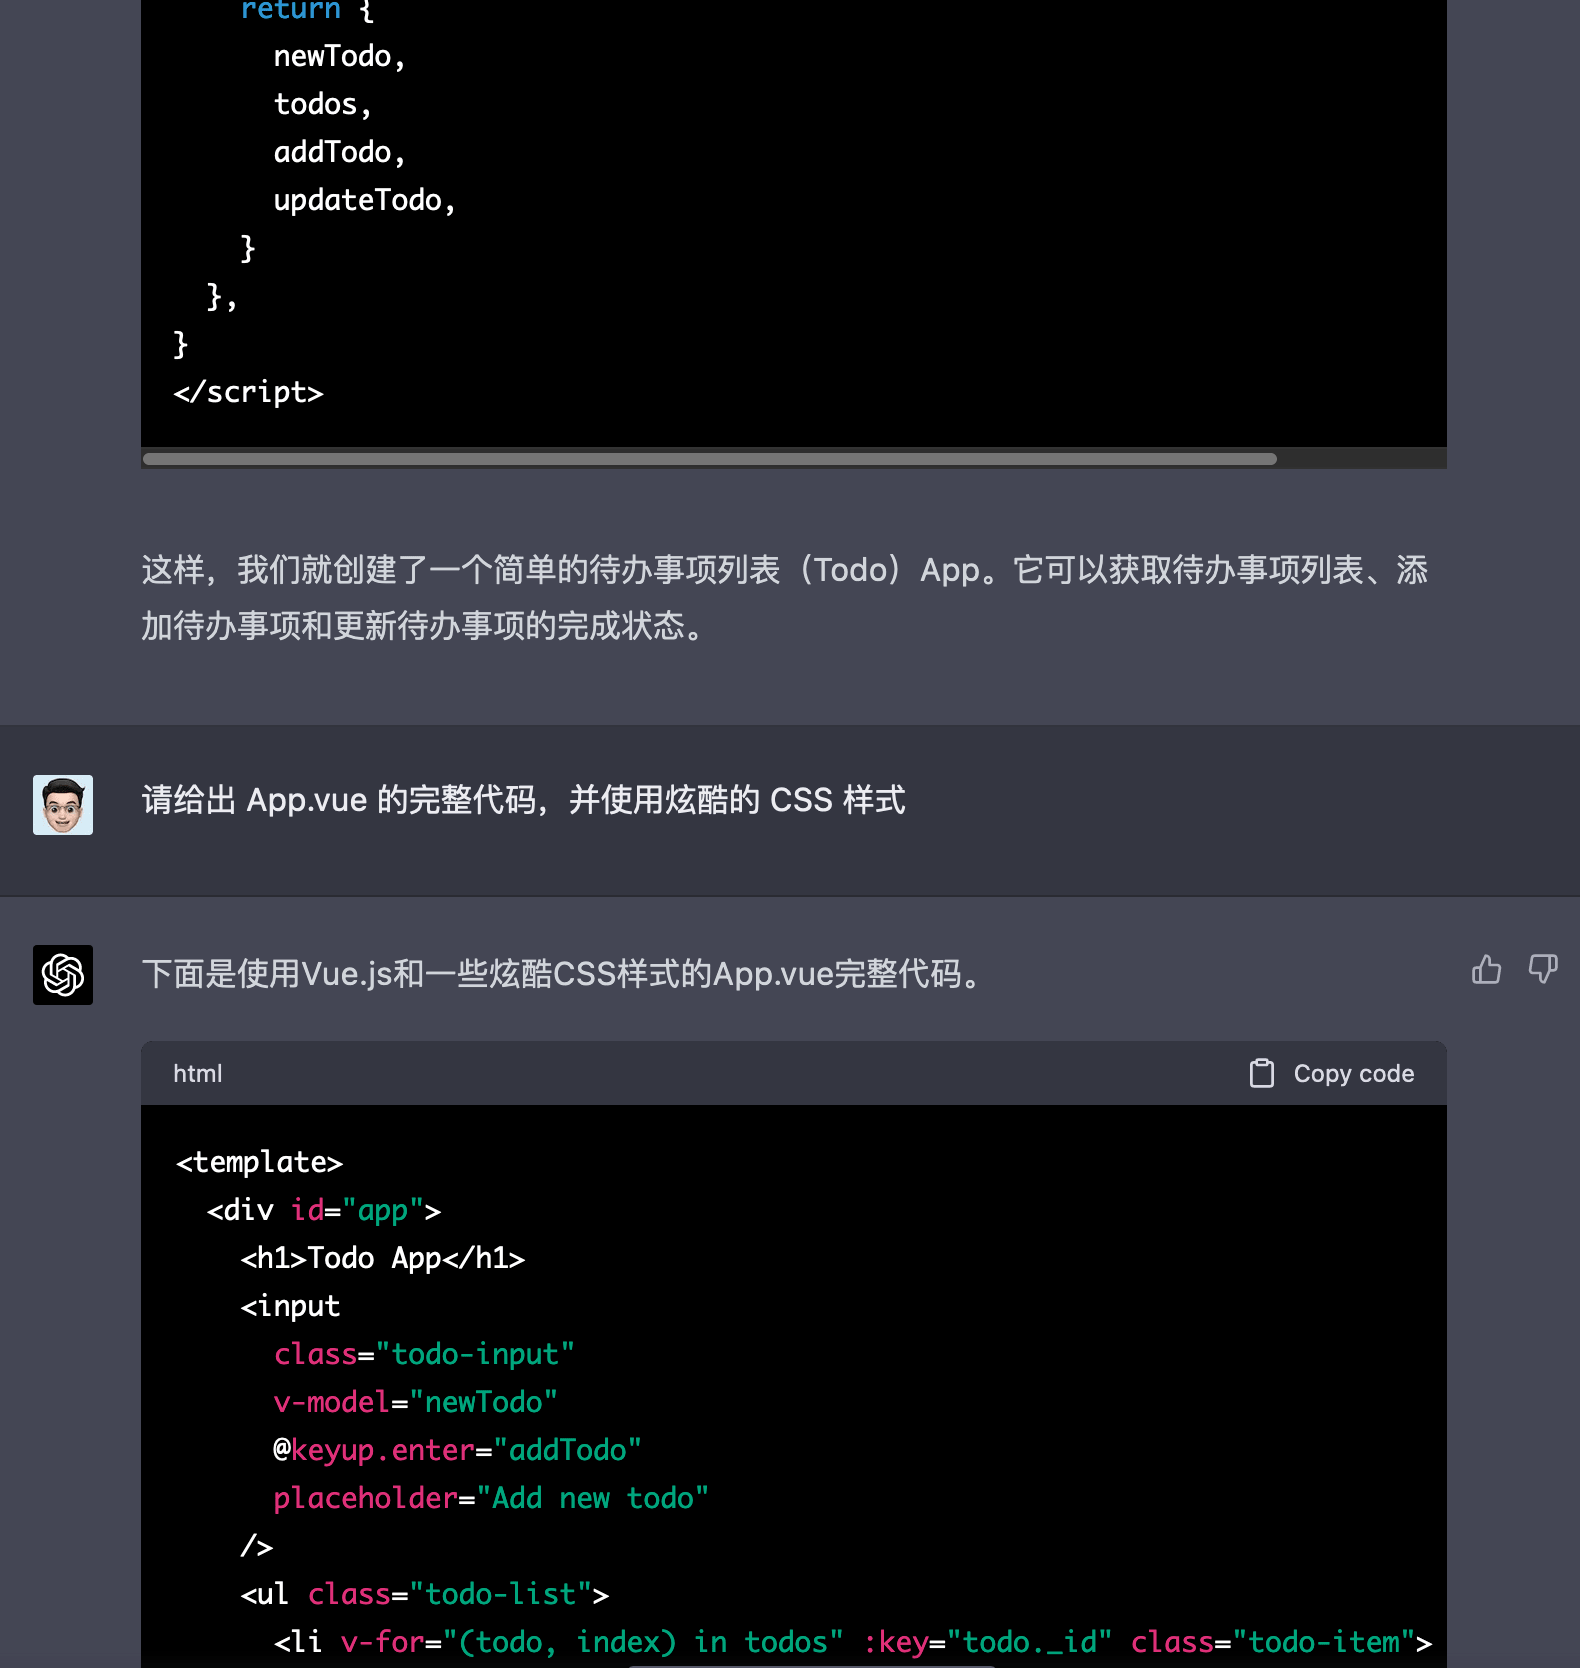 return {
newTodo,
todos,
addTodo,
updateTodo,
}
},
}
</script>
这样，我们就创建了一个简单的待办事项列表（Todo）App。它可以获取待办事项列表、添
加待办事项和更新待办事项的完成状态。
请给出 App.vue 的完整代码，并使用炫酷的 CSS 样式
下面是使用Vue.js和一些炫酷CSS样式的App.vue完整代码。
html
Copy code
<template>
<div id="app">
<h1>Todo App</h1>
<input
class="todo-input"
v-model="newTodo"
@keyup.enter="addTodo"
placeholder="Add new todo"
/>
<ul class="todo-list">
<li v-for="(todo, index) in todos" :key="todo._id" class="todo-item">